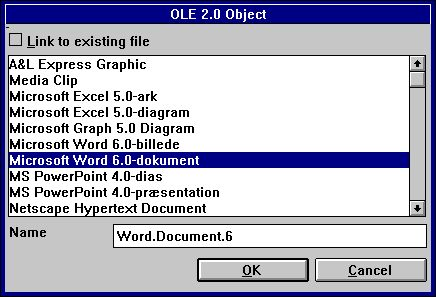 OLE 2.0 Object
Link to existing file
A&L Express Graphic
Media Clip
Microsoft Excel 5.0-ark
Microsoft Excel 5.0-diagram
Microsoft Graph 5.0 Diagram
Microsoft Word 6.0-billede
Microsoft Word 6.0-dokument
MS PowerPoint 4.0-dias
MS PowerPoint 4.0-præsentation
Netscape Hypertext Document
Name Word.Document.6
OK Cancel